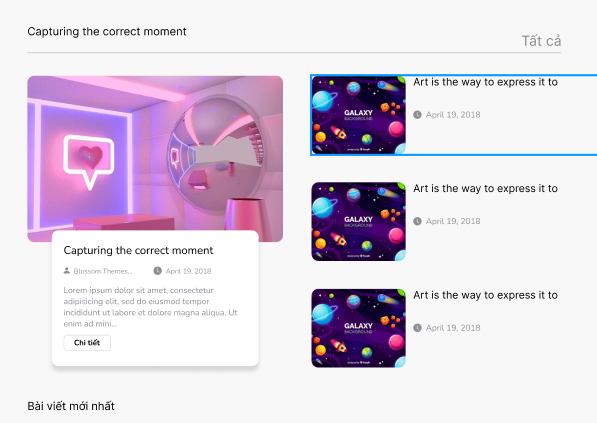 Capturing the correct moment
Tất cả
Capturing the correct moment
Blossom Themes... April 19, 2018
Lorem ipsum dolor sit amet, consectetur
adipisicing elit, sed do eiusmod tempor
incididunt ut labore et dolore magna aliqua. Ut
enim ad mini...
Chi tiết
GALAXY
BACKGROUND
Art is the way to express it to
April 19, 2018
GALAXY
BACKGROUND
Art is the way to express it to
April 19, 2018
GALAXY
BACKGROUND
Art is the way to express it to
April 19, 2018
Bài viết mới nhất